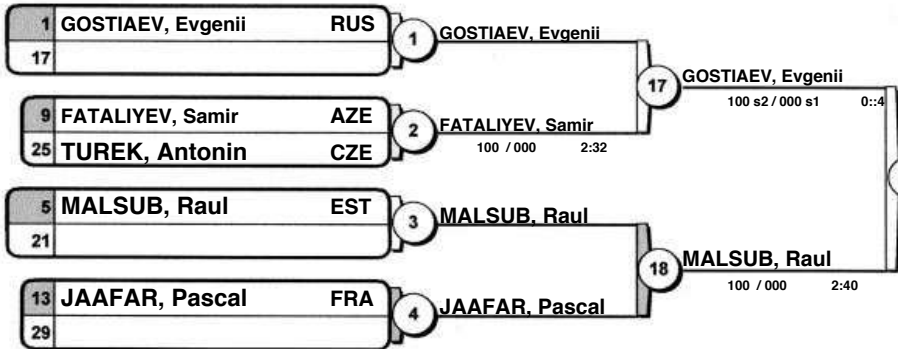 1 GOSTIAEV, Evgenii RUS
17
1
GOSTIAEV, Evgenii
9 FATALIYEV, Samir AZE
25 TUREK, Antonin CZE
2
FATALIYEV, Samir
100 / 000 2:32
17
GOSTIAEV, Evgenii
100 s2 / 000 s1 0::4
5 MALSUB, Raul EST
21
3
MALSUB, Raul
13 JAAFAR, Pascal FRA
29
4
JAAFAR, Pascal
18
MALSUB, Raul
100 / 000 2:40